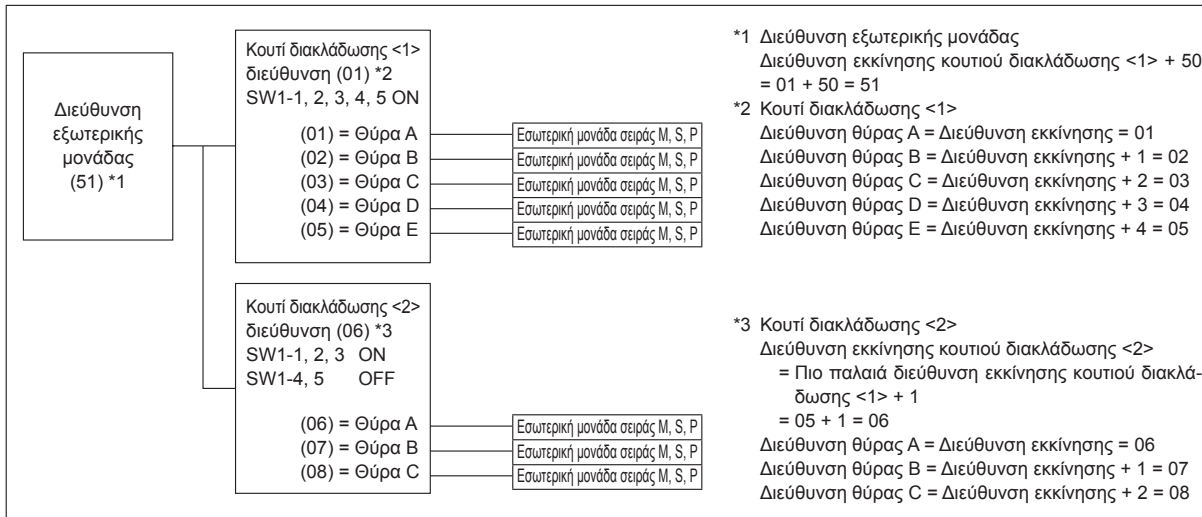 Διεύθυνση
εξωτερικής
μονάδας
(51) *1
Κουτί διακλάδωσης <1>
διεύθυνση (01) *2
SW1-1, 2, 3, 4, 5 ON
(01) = Θύρα A
(02) = Θύρα B
(03) = Θύρα C
(04) = Θύρα D
(05) = Θύρα E
Εσωτερική μονάδα σειράς M, S, P
Εσωτερική μονάδα σειράς M, S, P
Εσωτερική μονάδα σειράς M, S, P
Εσωτερική μονάδα σειράς M, S, P
Εσωτερική μονάδα σειράς M, S, P
Κουτί διακλάδωσης <2>
διεύθυνση (06) *3
SW1-1, 2, 3 ON
SW1-4, 5 OFF
(06) = Θύρα A
(07) = Θύρα B
(08) = Θύρα C
Εσωτερική μονάδα σειράς M, S, P
Εσωτερική μονάδα σειράς M, S, P
Εσωτερική μονάδα σειράς M, S, P
*1 Διεύθυνση εξωτερικής μονάδας
Διεύθυνση εκκίνησης κουτιού διακλάδωσης <1> + 50
= 01 + 50 = 51
*2 Κουτί διακλάδωσης <1>
Διεύθυνση θύρας A = Διεύθυνση εκκίνησης = 01
Διεύθυνση θύρας B = Διεύθυνση εκκίνησης + 1 = 02
Διεύθυνση θύρας C = Διεύθυνση εκκίνησης + 2 = 03
Διεύθυνση θύρας D = Διεύθυνση εκκίνησης + 3 = 04
Διεύθυνση θύρας E = Διεύθυνση εκκίνησης + 4 = 05
*3 Κουτί διακλάδωσης <2>
Διεύθυνση εκκίνησης κουτιού διακλάδωσης <2>
= Πιο παλαιά διεύθυνση εκκίνησης κουτιού διακλά-
δωσης <1> + 1
= 05 + 1 = 06
Διεύθυνση θύρας A = Διεύθυνση εκκίνησης = 06
Διεύθυνση θύρας B = Διεύθυνση εκκίνησης + 1 = 07
Διεύθυνση θύρας C = Διεύθυνση εκκίνησης + 2 = 08